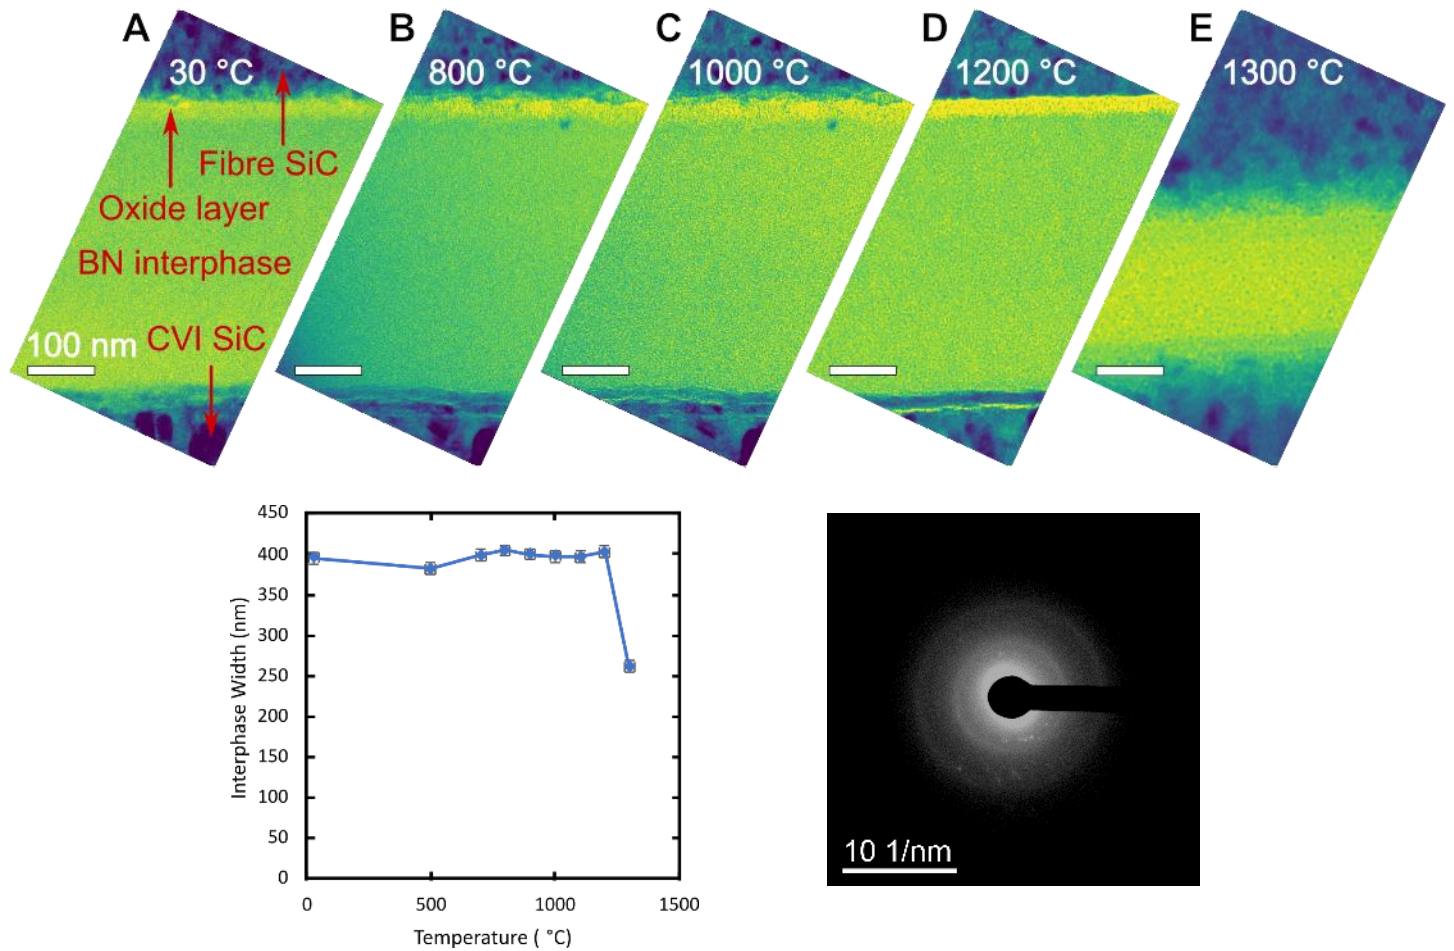 A B C D E
30 °C 800 °C 1000 °C 1200 °C 1300 °C
Fibre SiC
Oxide layer
BN interphase
CVI SiC
100 nm
450
400
350
300
250
200
150
100
50
0
Interphase Width (nm)
0 500 1000 1500
Temperature ( °C)
10 1/nm